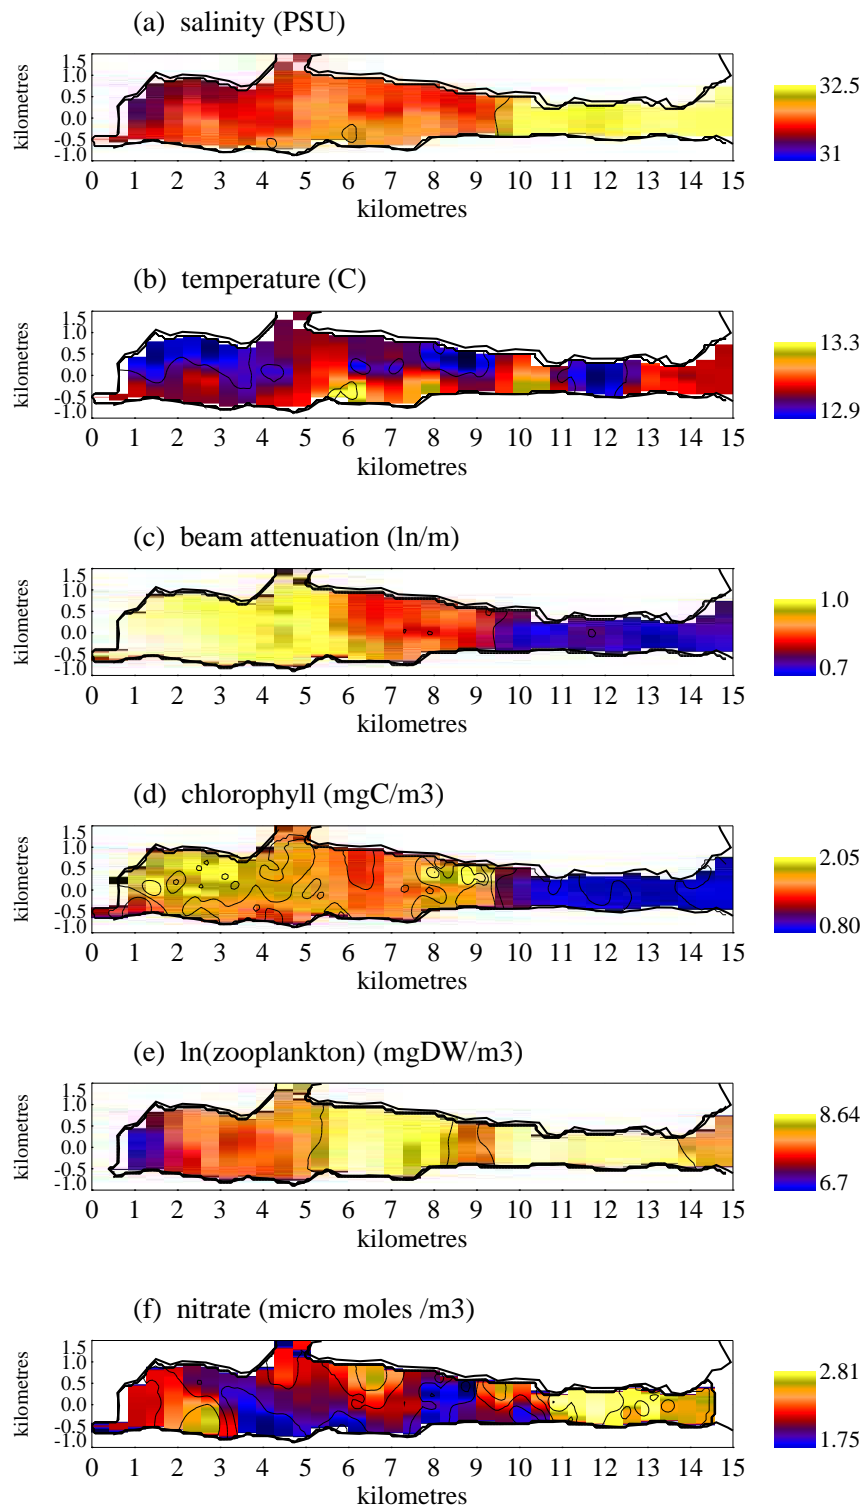 (a) salinity (PSU)
kilometres
1.5
1.0
0.5
0.0
-0.5
-1.0
0 1 2 3 4 5 6 7 8 9 10 11 12 13 14 15
kilometres
32.5
31
(b) temperature (C)
kilometres
1.5
1.0
0.5
0.0
-0.5
-1.0
0 1 2 3 4 5 6 7 8 9 10 11 12 13 14 15
kilometres
13.3
12.9
(c) beam attenuation (ln/m)
kilometres
1.5
1.0
0.5
0.0
-0.5
-1.0
0 1 2 3 4 5 6 7 8 9 10 11 12 13 14 15
kilometres
1.0
0.7
(d) chlorophyll (mgC/m3)
kilometres
1.5
1.0
0.5
0.0
-0.5
-1.0
0 1 2 3 4 5 6 7 8 9 10 11 12 13 14 15
kilometres
2.05
0.80
(e) ln(zooplankton) (mgDW/m3)
kilometres
1.5
1.0
0.5
0.0
-0.5
-1.0
0 1 2 3 4 5 6 7 8 9 10 11 12 13 14 15
kilometres
8.64
6.7
(f) nitrate (micro moles /m3)
kilometres
1.5
1.0
0.5
0.0
-0.5
-1.0
0 1 2 3 4 5 6 7 8 9 10 11 12 13 14 15
kilometres
2.81
1.75